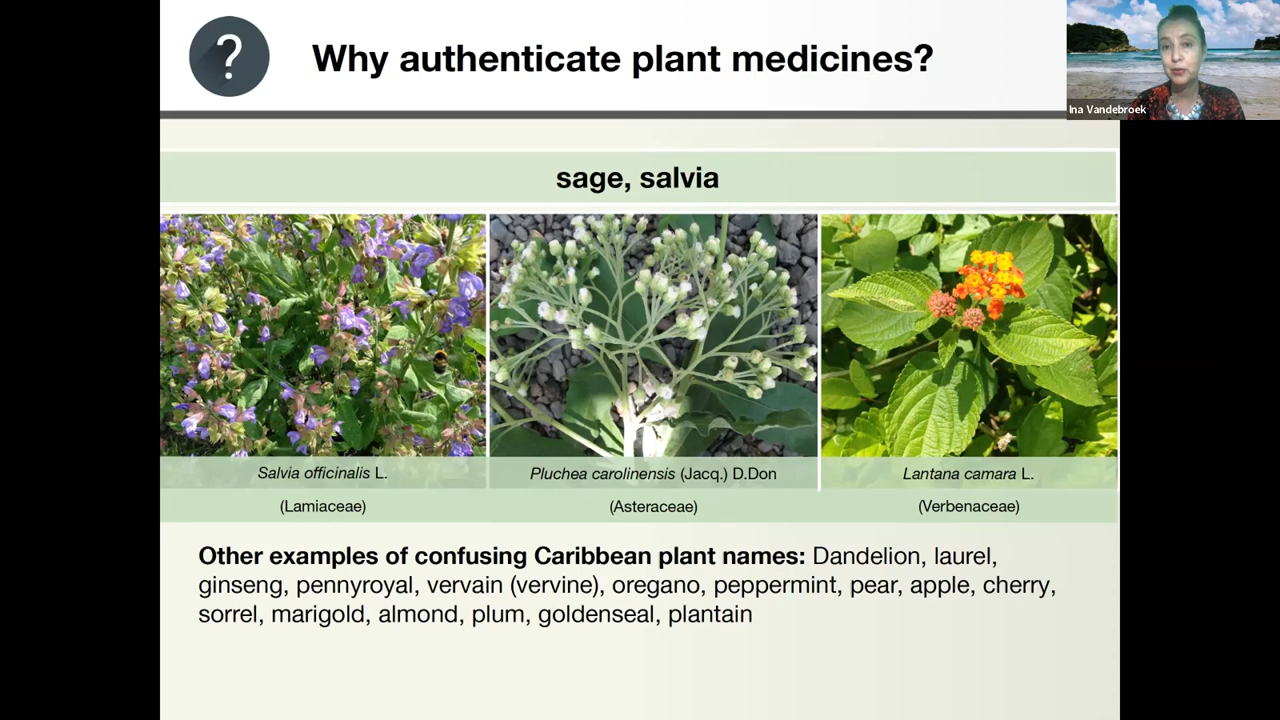 ?
Why authenticate plant medicines?
Ina Vandebroek
sage, salvia
Salvia officinalis L.
(Lamiaceae)
Pluchea carolinensis (Jacq.) D.Don
(Asteraceae)
Lantana camara L.
(Verbenaceae)
Other examples of confusing Caribbean plant names: Dandelion, laurel,
ginseng, pennyroyal, vervain (vervine), oregano, peppermint, pear, apple, cherry,
sorrel, marigold, almond, plum, goldenseal, plantain